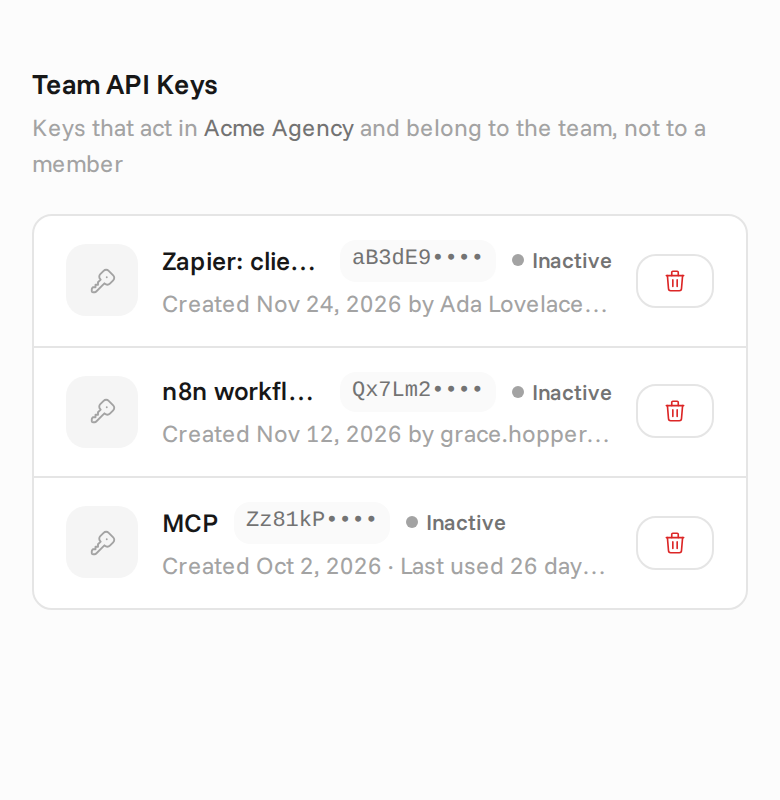 Team API Keys
Keys that act in Acme Agency and belong to the team, not to a
member
Zapier: clie… aB3dE9•••• Inactive
Created Nov 24, 2026 by Ada Lovelace…
n8n workfl… Qx7Lm2•••• Inactive
Created Nov 12, 2026 by grace.hopper…
MCP Zz81kP•••• Inactive
Created Oct 2, 2026 · Last used 26 day…